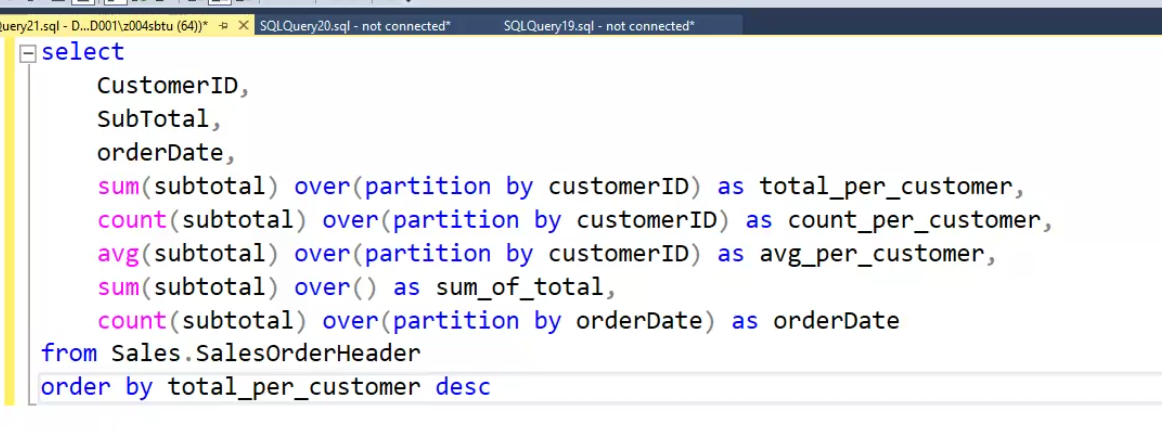 uery21.sql - D...D001\z004sbtu (64))* SQLQuery20.sql - not connected* SQLQuery19.sql - not connected*
select
CustomerID,
SubTotal,
orderDate,
sum(subtotal) over(partition by customerID) as total_per_customer,
count(subtotal) over(partition by customerID) as count_per_customer,
avg(subtotal) over(partition by customerID) as avg_per_customer,
sum(subtotal) over() as sum_of_total,
count(subtotal) over(partition by orderDate) as orderDate
from Sales.SalesOrderHeader
order by total_per_customer desc